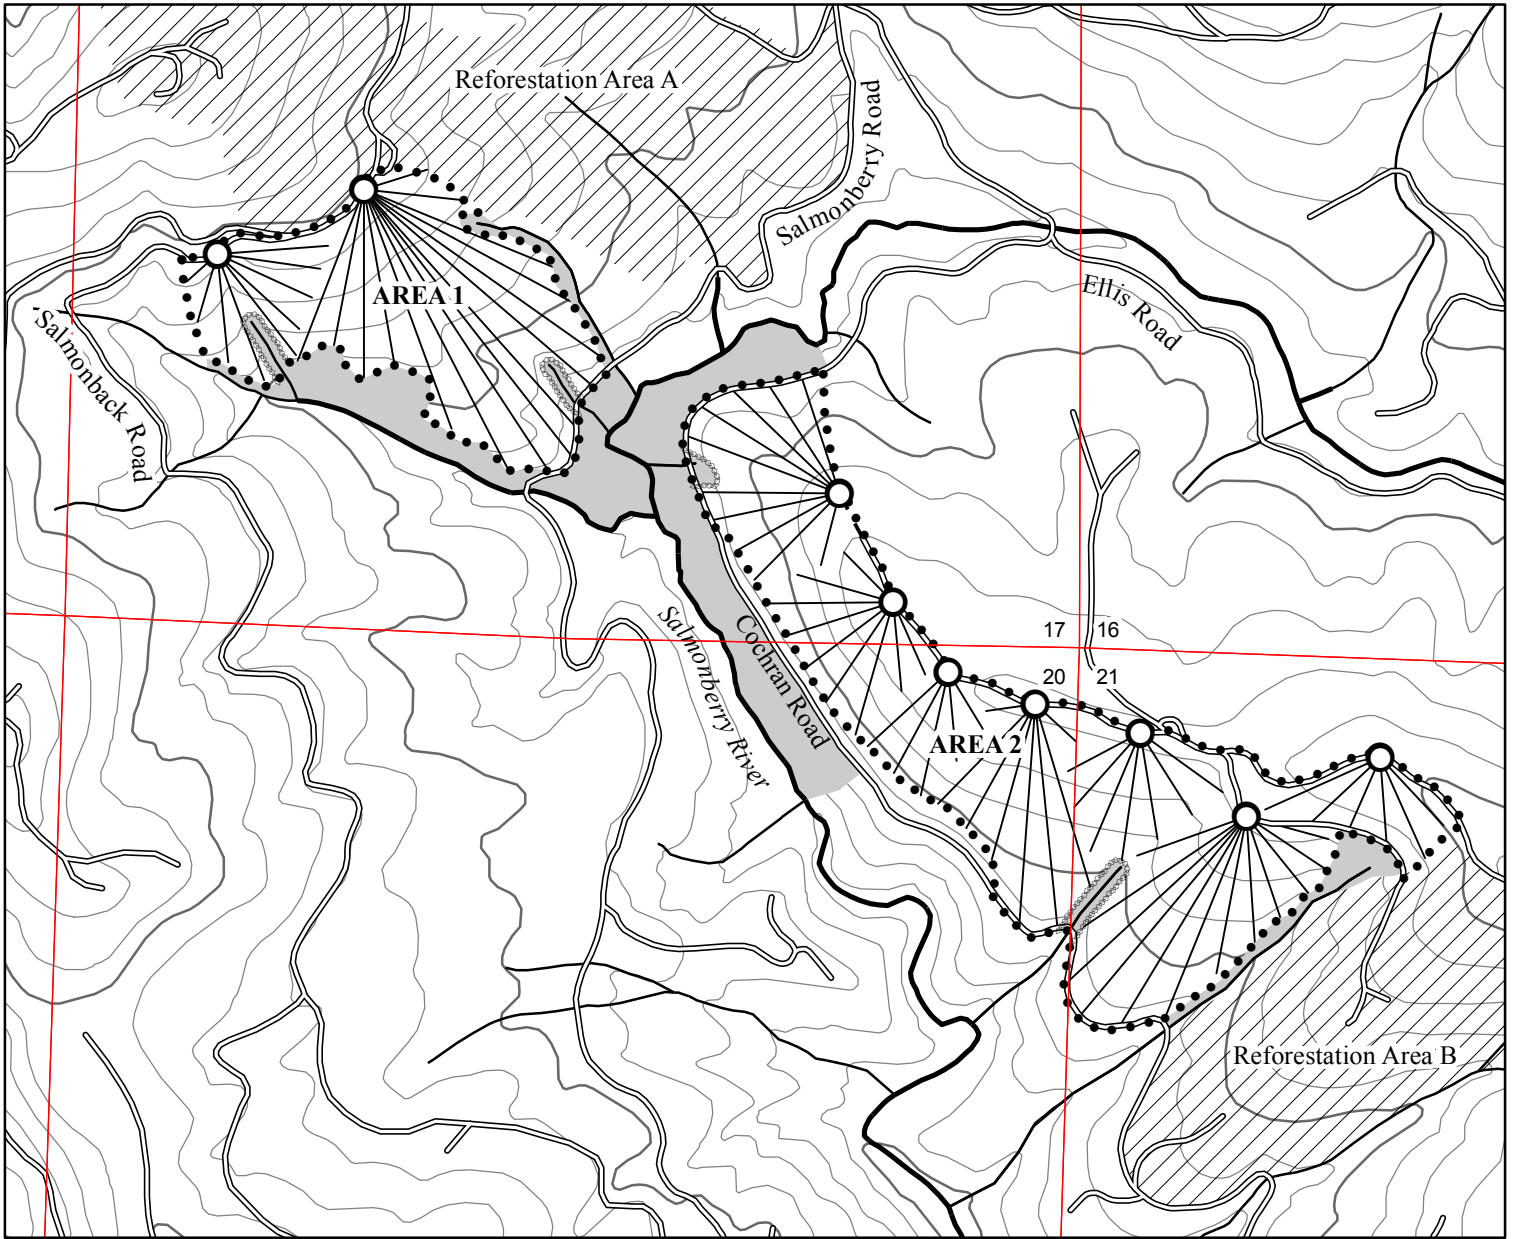 Reforestation Area A
Salmonberry Road
AREA 1
Ellis Road
Salmonback Road
17 16
20 21
Salmonberry River
Cochran Road
AREA 2
Reforestation Area B